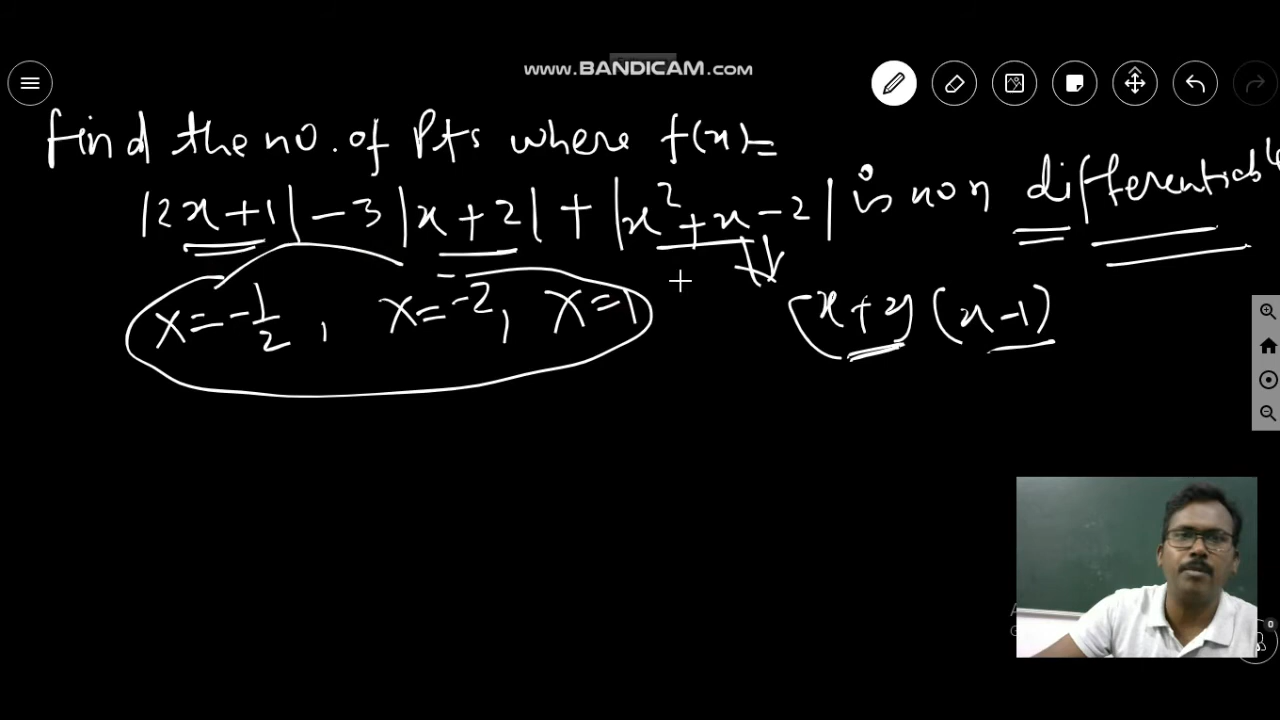 www.BANDICAM.com
find the no. of Pts where f(x)=
|2x+1| - 3|x+2| + |x²+x-2| is non differentiable
x=-1/2, x=-2, x=1
(x+2)(x-1)
0